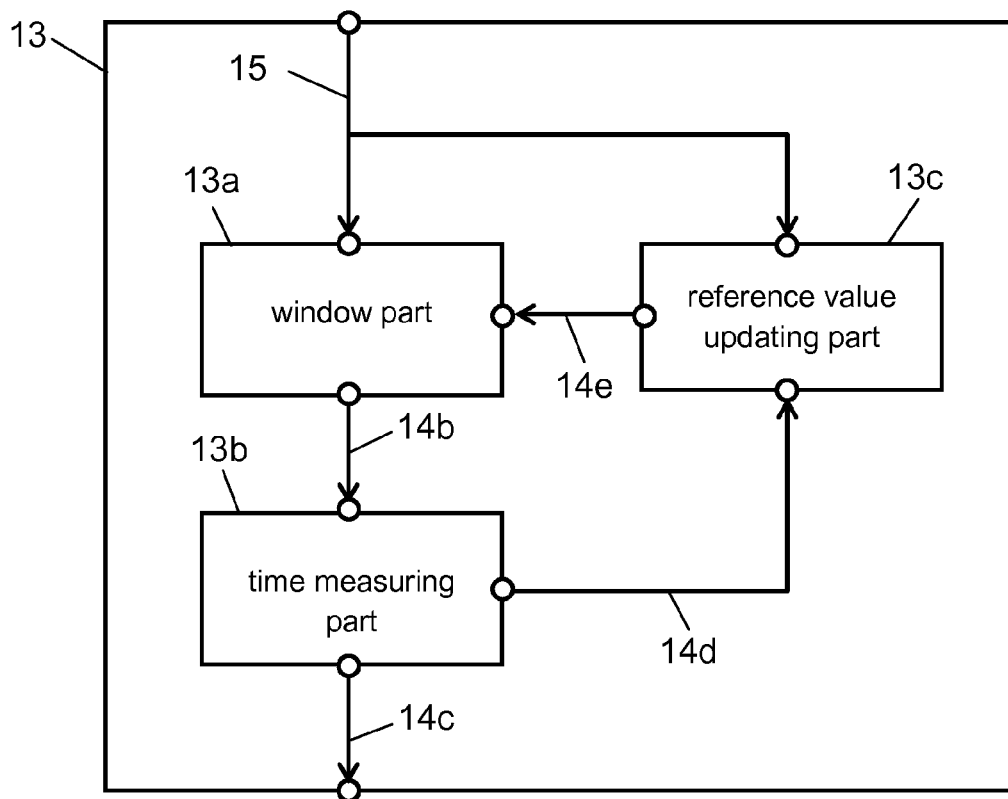 13
15
13a
13c
window part
reference value
updating part
14e
14b
13b
time measuring
part
14d
14c